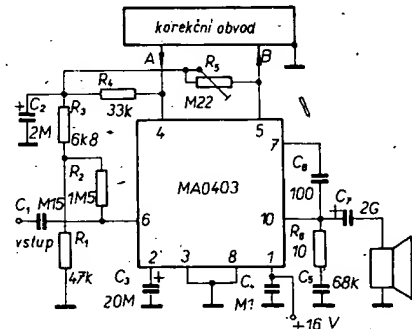 korekční obvod
A
R5
B
R4
C2
+
R3
33k
M22
2M
6k8
4
5
7
R2
C6
1M5
MA0403
100
C7
C1
M15
6
10
+
2G
vstup
R1
R6
10
2
3
8
1
C5
47k
C3
+
C4
68k
20M
M1
+16 V